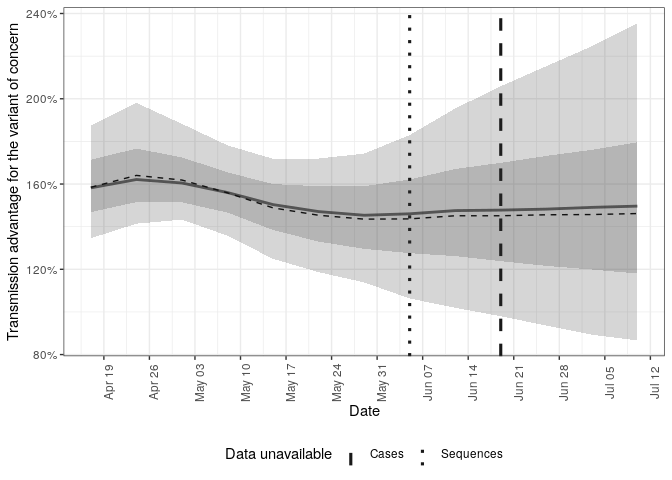 Transmission advantage for the variant of concern
240%
200%
160%
120%
80%
Apr 19
Apr 26
May 03
May 10
May 17
May 24
May 31
Jun 07
Jun 14
Jun 21
Jun 28
Jul 05
Jul 12
Date
Data unavailable Cases Sequences